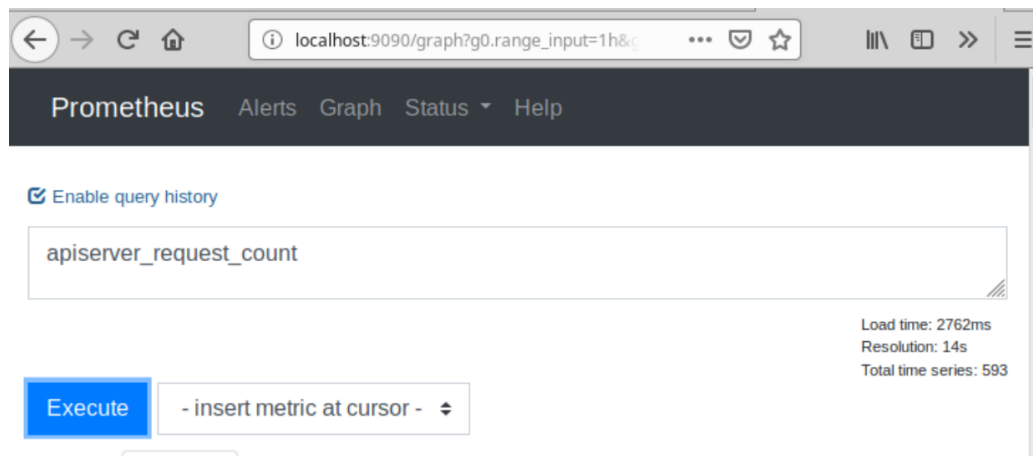 localhost:9090/graph?g0.range_input=1h&
Prometheus Alerts Graph Status Help
Enable query history
apiserver_request_count
Load time: 2762ms
Resolution: 14s
Total time series: 593
Execute - insert metric at cursor -